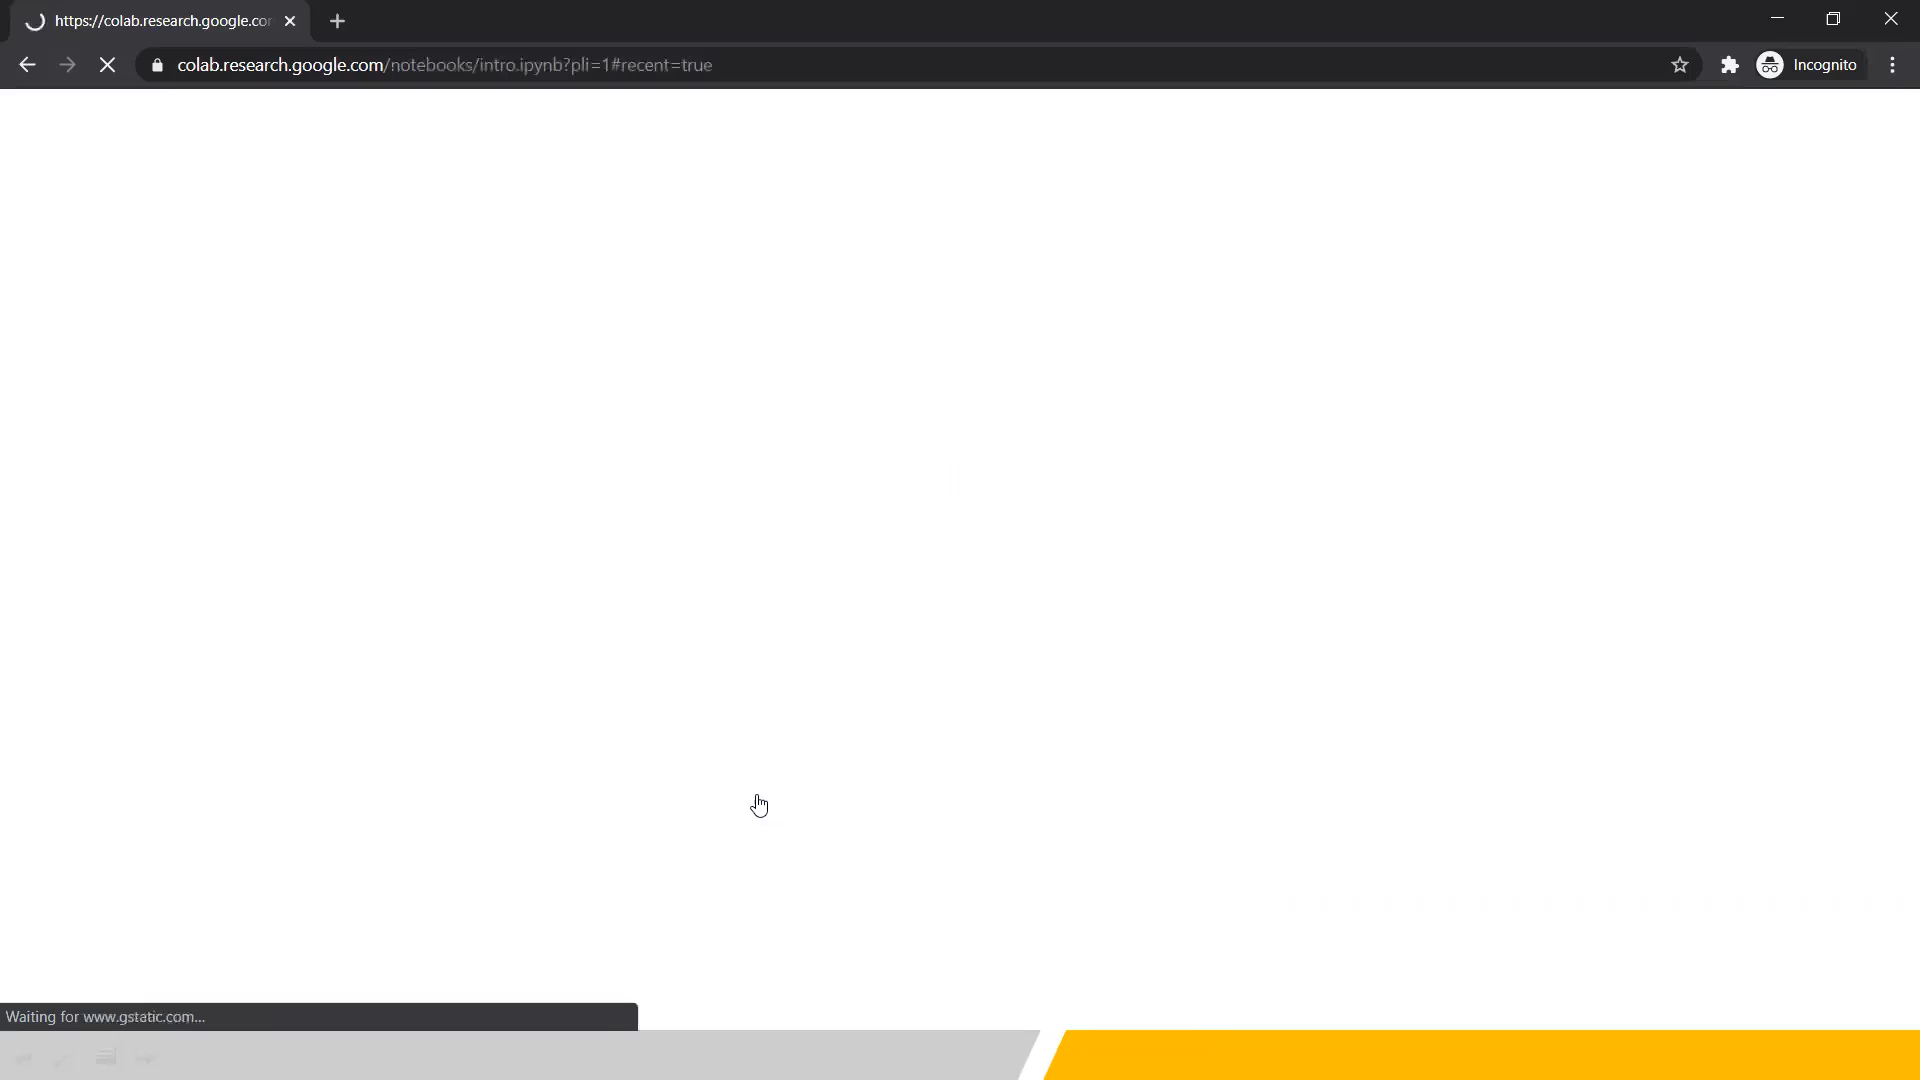 https://colab.research.google.co
colab.research.google.com/notebooks/intro.ipynb?pli=1#recent=true
Incognito
Waiting for www.gstatic.com...